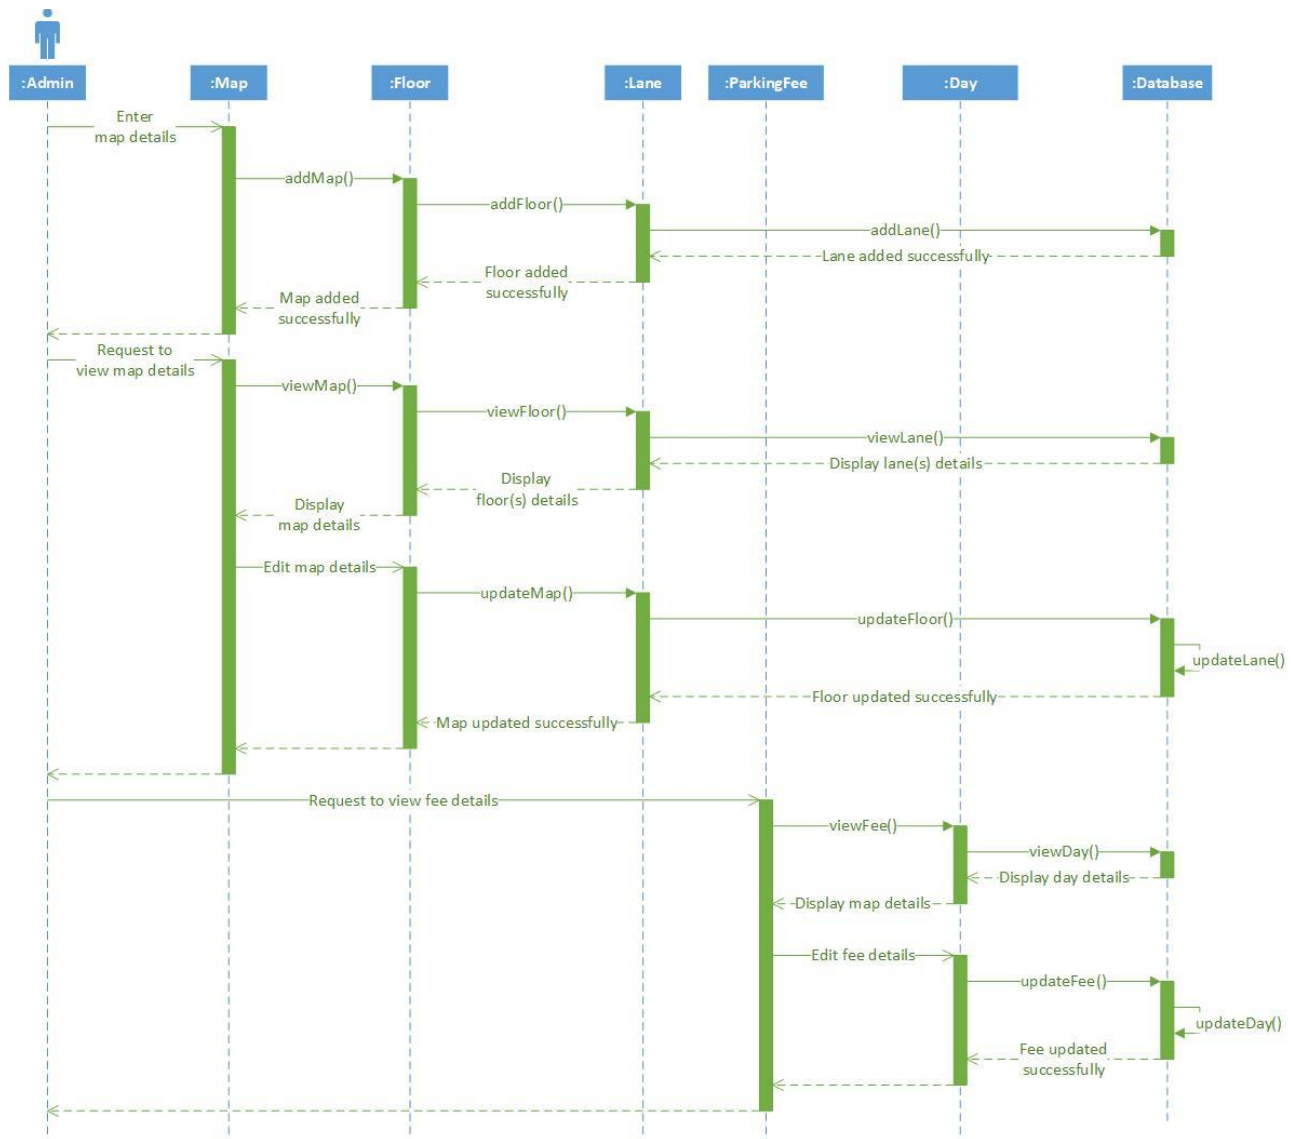 :Admin
:Map
:Floor
:Lane
:ParkingFee
:Day
:Database
Enter
map details
addMap()
addFloor()
addLane()
Lane added successfully
Floor added
successfully
Map added
successfully
Request to
view map details
viewMap()
viewFloor()
viewLane()
Display lane(s) details
Display
floor(s) details
Display
map details
Edit map details
updateMap()
updateFloor()
updateLane()
Floor updated successfully
Map updated successfully
Request to view fee details
viewFee()
viewDay()
Display day details
Display map details
Edit fee details
updateFee()
updateDay()
Fee updated
successfully